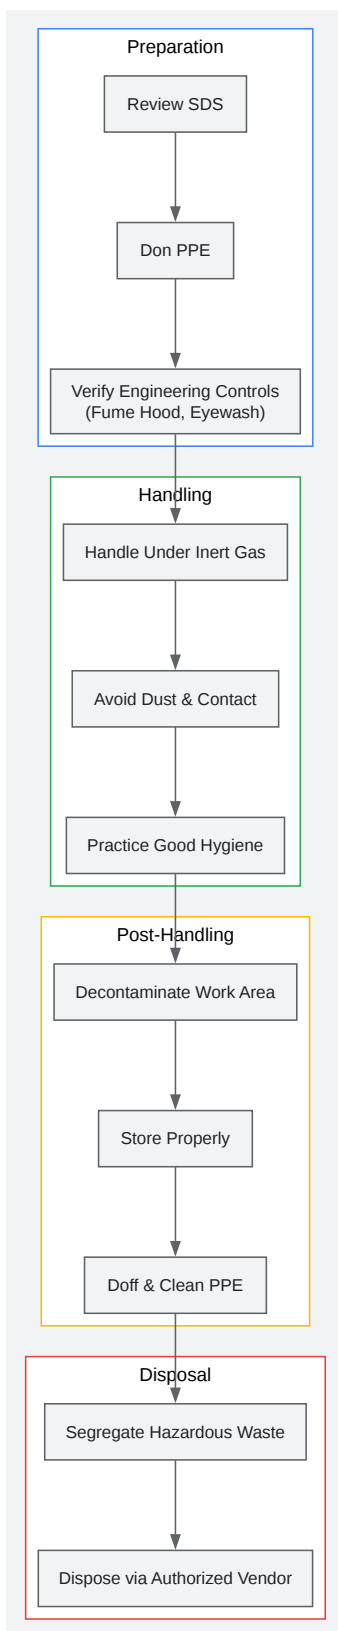 Preparation
Review SDS
Don PPE
Verify Engineering Controls
(Fume Hood, Eyewash)
Handling
Handle Under Inert Gas
Avoid Dust & Contact
Practice Good Hygiene
Post-Handling
Decontaminate Work Area
Store Properly
Doff & Clean PPE
Disposal
Segregate Hazardous Waste
Dispose via Authorized Vendor